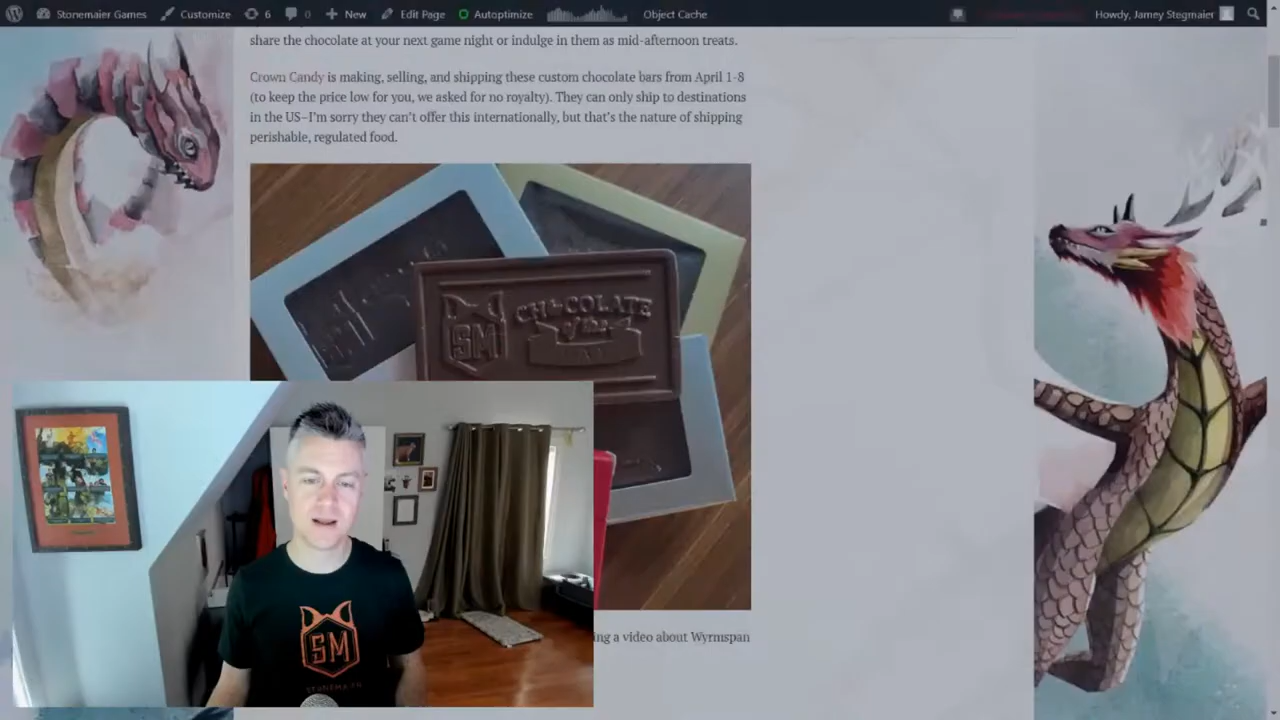 Stonemaier Games Customize 6 0 New Edit Page Autoptimize Object Cache Howdy, Jamey Stegmaier
share the chocolate at your next game night or indulge in them as mid-afternoon treats.
Crown Candy is making, selling, and shipping these custom chocolate bars from April 1-8
(to keep the price low for you, we asked for no royalty). They can only ship to destinations
in the US–I'm sorry they can't offer this internationally, but that's the nature of shipping
perishable, regulated food.
CHOCOLATE
of the
SM
SM
ing a video about Wyrmspan